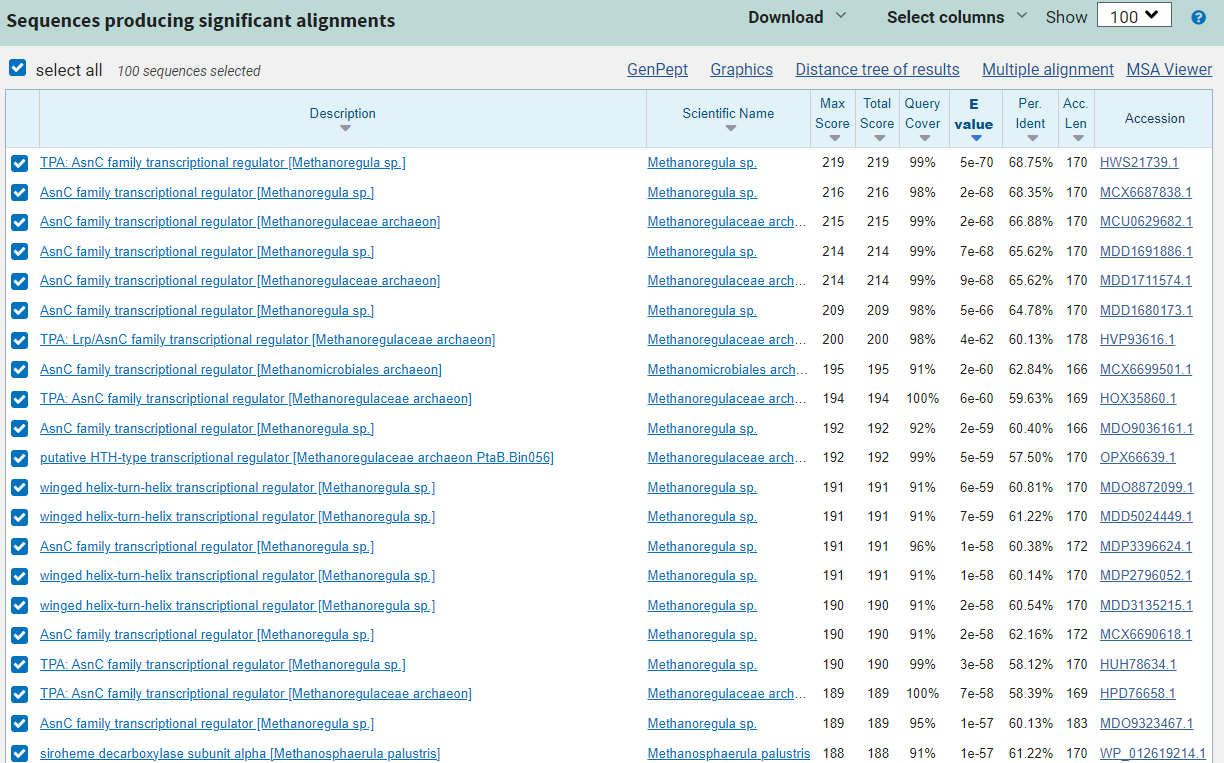 Sequences producing significant alignments Download Select columns Show 100 ?
select all 100 sequences selected GenPept Graphics Distance tree of results Multiple alignment MSA Viewer
Description Scientific Name Max Score Total Score Query Cover E value Per. Ident Acc. Len Accession
TPA: AsnC family transcriptional regulator [Methanoregula sp.] Methanoregula sp. 219 219 99% 5e-70 68.75% 170 HWS21739.1
AsnC family transcriptional regulator [Methanoregula sp.] Methanoregula sp. 216 216 98% 2e-68 68.35% 170 MCX6687838.1
AsnC family transcriptional regulator [Methanoregulaceae archaeon] Methanoregulaceae arch... 215 215 99% 2e-68 66.88% 170 MCU0629682.1
AsnC family transcriptional regulator [Methanoregula sp.] Methanoregula sp. 214 214 99% 7e-68 65.62% 170 MDD1691886.1
AsnC family transcriptional regulator [Methanoregulaceae archaeon] Methanoregulaceae arch... 214 214 99% 9e-68 65.62% 170 MDD1711574.1
AsnC family transcriptional regulator [Methanoregula sp.] Methanoregula sp. 209 209 98% 5e-66 64.78% 170 MDD1680173.1
TPA: Lrp/AsnC family transcriptional regulator [Methanoregulaceae archaeon] Methanoregulaceae arch... 200 200 98% 4e-62 60.13% 178 HVP93616.1
AsnC family transcriptional regulator [Methanomicrobiales archaeon] Methanomicrobiales arch... 195 195 91% 2e-60 62.84% 166 MCX6699501.1
TPA: AsnC family transcriptional regulator [Methanoregulaceae archaeon] Methanoregulaceae arch... 194 194 100% 6e-60 59.63% 169 HOX35860.1
AsnC family transcriptional regulator [Methanoregula sp.] Methanoregula sp. 192 192 92% 2e-59 60.40% 166 MDO9036161.1
putative HTH-type transcriptional regulator [Methanoregulaceae archaeon PtaB.Bin056] Methanoregulaceae arch... 192 192 99% 5e-59 57.50% 170 OPX66639.1
winged helix-turn-helix transcriptional regulator [Methanoregula sp.] Methanoregula sp. 191 191 91% 6e-59 60.81% 170 MDO8872099.1
winged helix-turn-helix transcriptional regulator [Methanoregula sp.] Methanoregula sp. 191 191 91% 7e-59 61.22% 170 MDD5024449.1
AsnC family transcriptional regulator [Methanoregula sp.] Methanoregula sp. 191 191 96% 1e-58 60.38% 172 MDP3396624.1
winged helix-turn-helix transcriptional regulator [Methanoregula sp.] Methanoregula sp. 191 191 91% 1e-58 60.14% 170 MDP2796052.1
winged helix-turn-helix transcriptional regulator [Methanoregula sp.] Methanoregula sp. 190 190 91% 2e-58 60.54% 170 MDD3135215.1
AsnC family transcriptional regulator [Methanoregula sp.] Methanoregula sp. 190 190 91% 2e-58 62.16% 172 MCX6690618.1
TPA: AsnC family transcriptional regulator [Methanoregula sp.] Methanoregula sp. 190 190 99% 3e-58 58.12% 170 HUH78634.1
TPA: AsnC family transcriptional regulator [Methanoregulaceae archaeon] Methanoregulaceae arch... 189 189 100% 7e-58 58.39% 169 HPD76658.1
AsnC family transcriptional regulator [Methanoregula sp.] Methanoregula sp. 189 189 95% 1e-57 60.13% 183 MDO9323467.1
siroheme decarboxylase subunit alpha [Methanosphaerula palustris] Methanosphaerula palustris 188 188 91% 1e-57 61.22% 170 WP_012619214.1